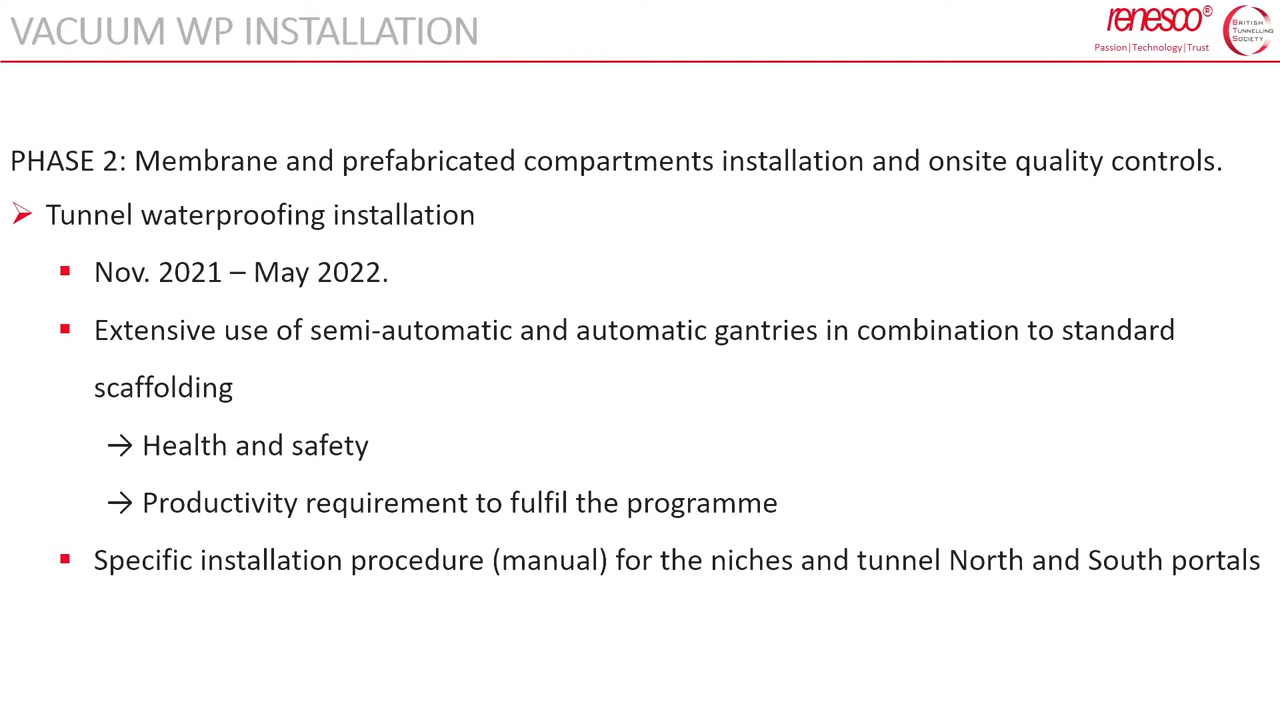 VACUUM WP INSTALLATION
renesco®
Passion|Technology|Trust
BRITISH
TUNNELLING
SOCIETY
PHASE 2: Membrane and prefabricated compartments installation and onsite quality controls.
➢ Tunnel waterproofing installation
▪ Nov. 2021 – May 2022.
▪ Extensive use of semi-automatic and automatic gantries in combination to standard
scaffolding
→ Health and safety
→ Productivity requirement to fulfil the programme
▪ Specific installation procedure (manual) for the niches and tunnel North and South portals